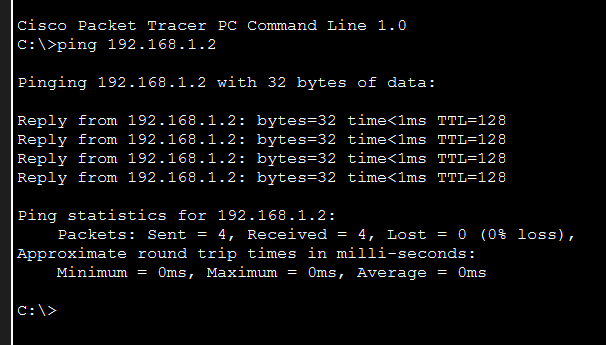 Cisco Packet Tracer PC Command Line 1.0
C:\>ping 192.168.1.2
Pinging 192.168.1.2 with 32 bytes of data:
Reply from 192.168.1.2: bytes=32 time<1ms TTL=128
Reply from 192.168.1.2: bytes=32 time<1ms TTL=128
Reply from 192.168.1.2: bytes=32 time<1ms TTL=128
Reply from 192.168.1.2: bytes=32 time<1ms TTL=128
Ping statistics for 192.168.1.2:
    Packets: Sent = 4, Received = 4, Lost = 0 (0% loss),
Approximate round trip times in milli-seconds:
    Minimum = 0ms, Maximum = 0ms, Average = 0ms
C:\>